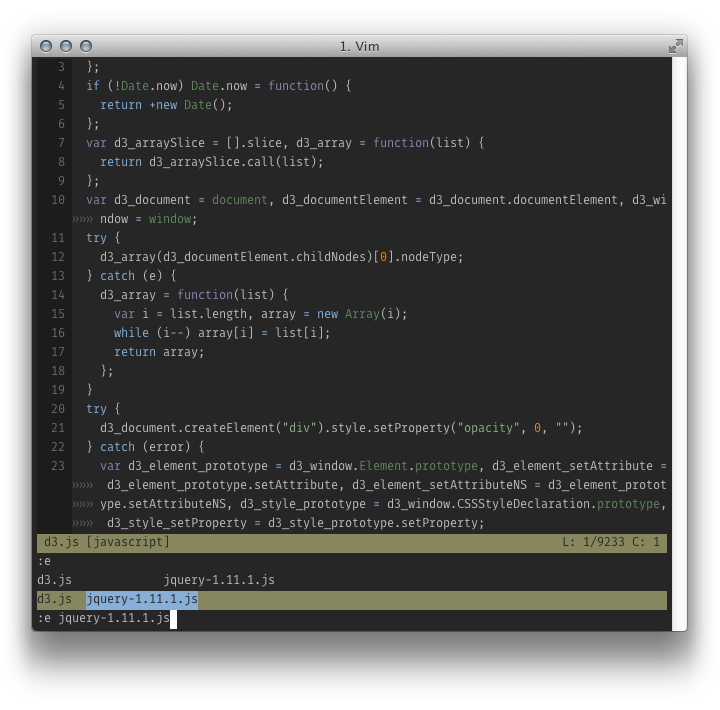 1. Vim
3 };
4 if (!Date.now) Date.now = function() {
5 return +new Date();
6 };
7 var d3_arraySlice = [].slice, d3_array = function(list) {
8 return d3_arraySlice.call(list);
9 };
10 var d3_document = document, d3_documentElement = d3_document.documentElement, d3_wi
»»» ndow = window;
11 try {
12 d3_array(d3_documentElement.childNodes)[0].nodeType;
13 } catch (e) {
14 d3_array = function(list) {
15 var i = list.length, array = new Array(i);
16 while (i--) array[i] = list[i];
17 return array;
18 };
19 }
20 try {
21 d3_document.createElement("div").style.setProperty("opacity", 0, "");
22 } catch (error) {
23 var d3_element_prototype = d3_window.Element.prototype, d3_element_setAttribute =
»»» d3_element_prototype.setAttribute, d3_element_setAttributeNS = d3_element_protot
»»» ype.setAttributeNS, d3_style_prototype = d3_window.CSSStyleDeclaration.prototype,
»»» d3_style_setProperty = d3_style_prototype.setProperty;
d3.js [javascript] L: 1/9233 C: 1
:e
d3.js jquery-1.11.1.js
d3.js jquery-1.11.1.js
:e jquery-1.11.1.js